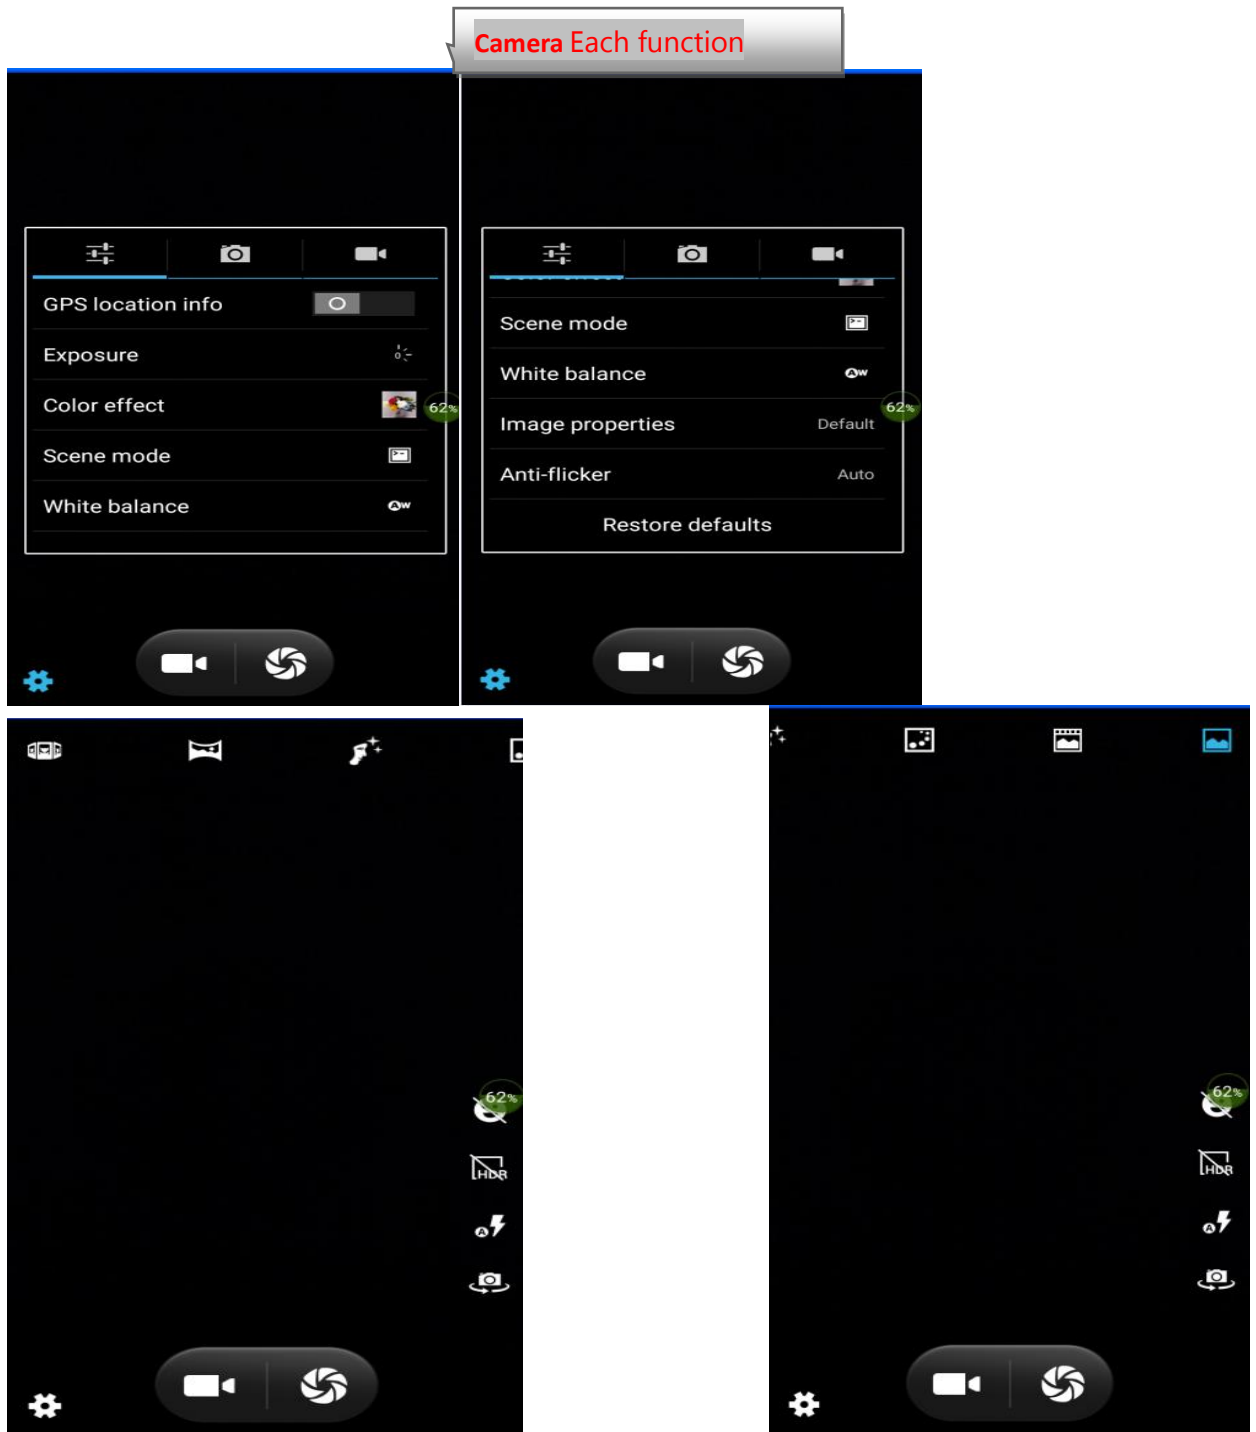 Camera Each function
GPS location info
Exposure
Color effect
62%
Scene mode
White balance
Scene mode
White balance
62%
Image properties Default
Anti-flicker Auto
Restore defaults
62%
HDR
A
62%
HDR
A